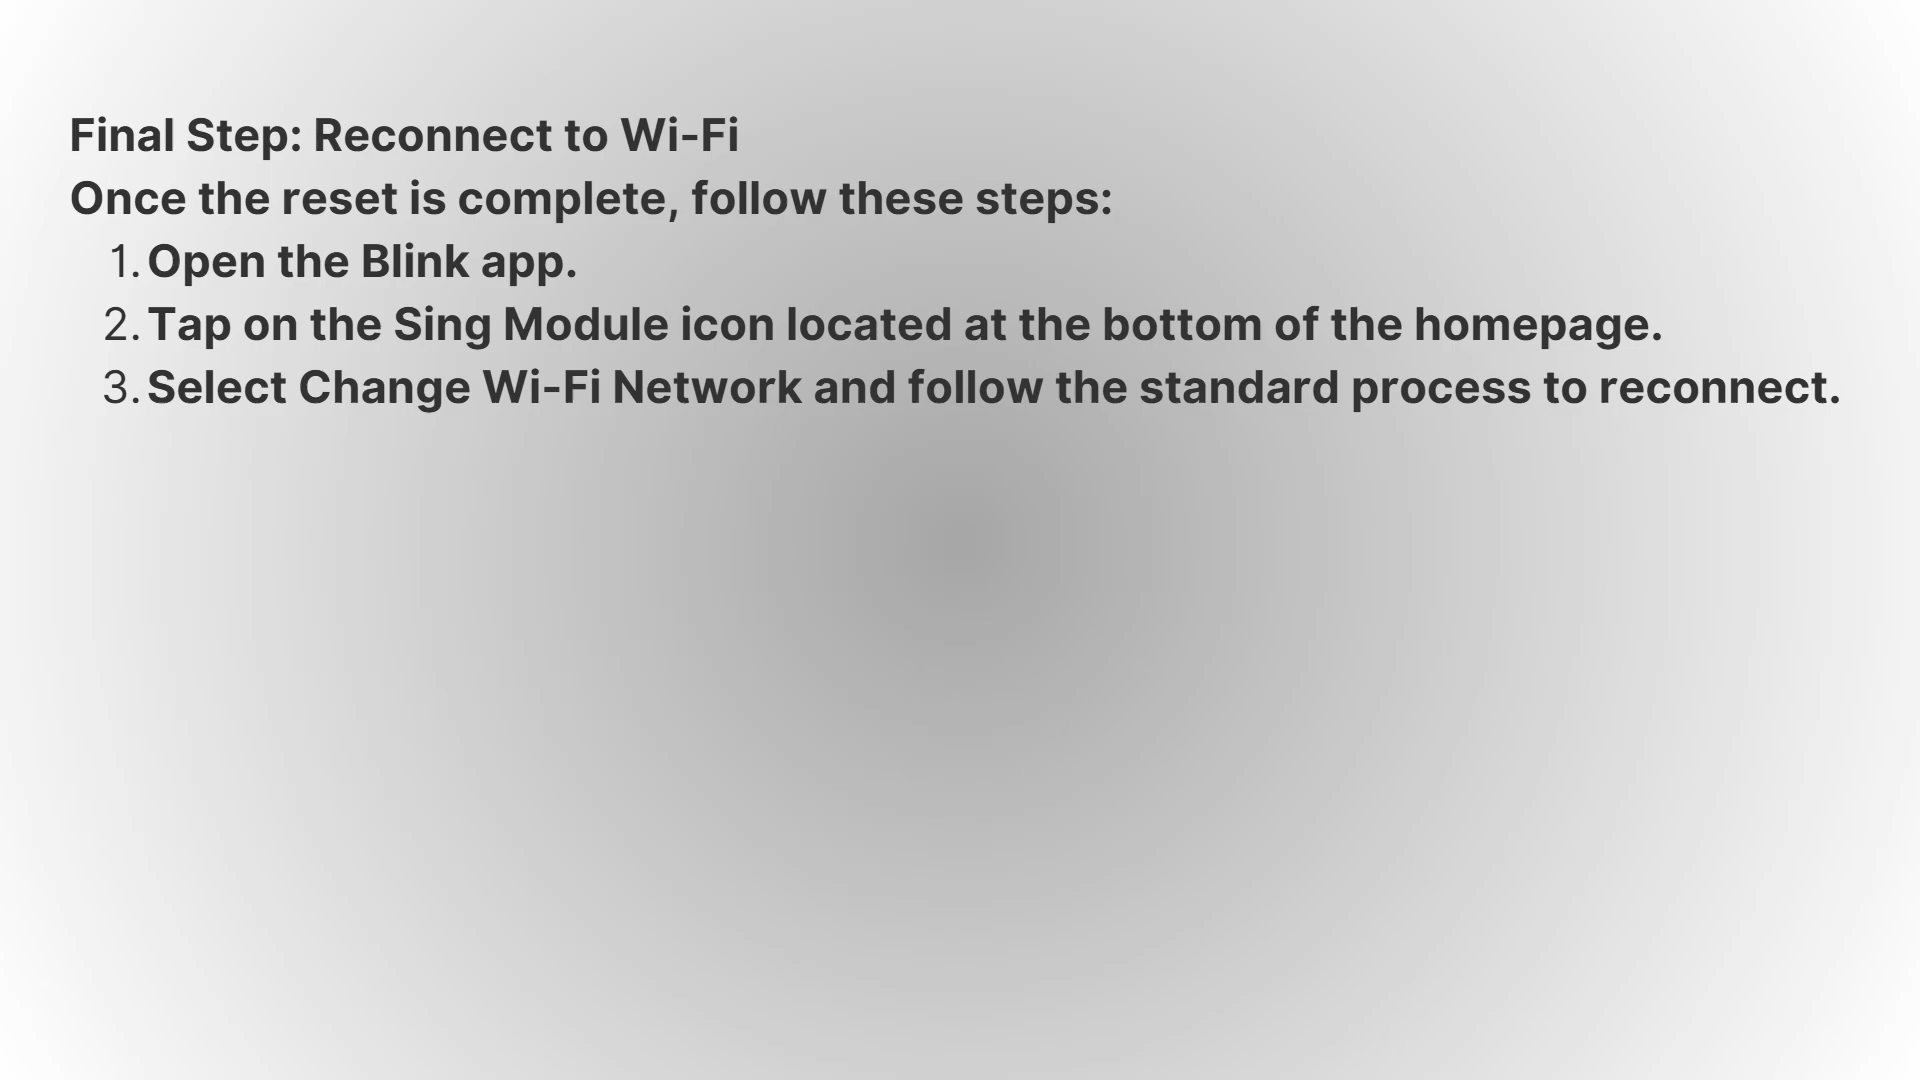 Final Step: Reconnect to Wi-Fi
Once the reset is complete, follow these steps:
1. Open the Blink app.
2. Tap on the Sing Module icon located at the bottom of the homepage.
3. Select Change Wi-Fi Network and follow the standard process to reconnect.